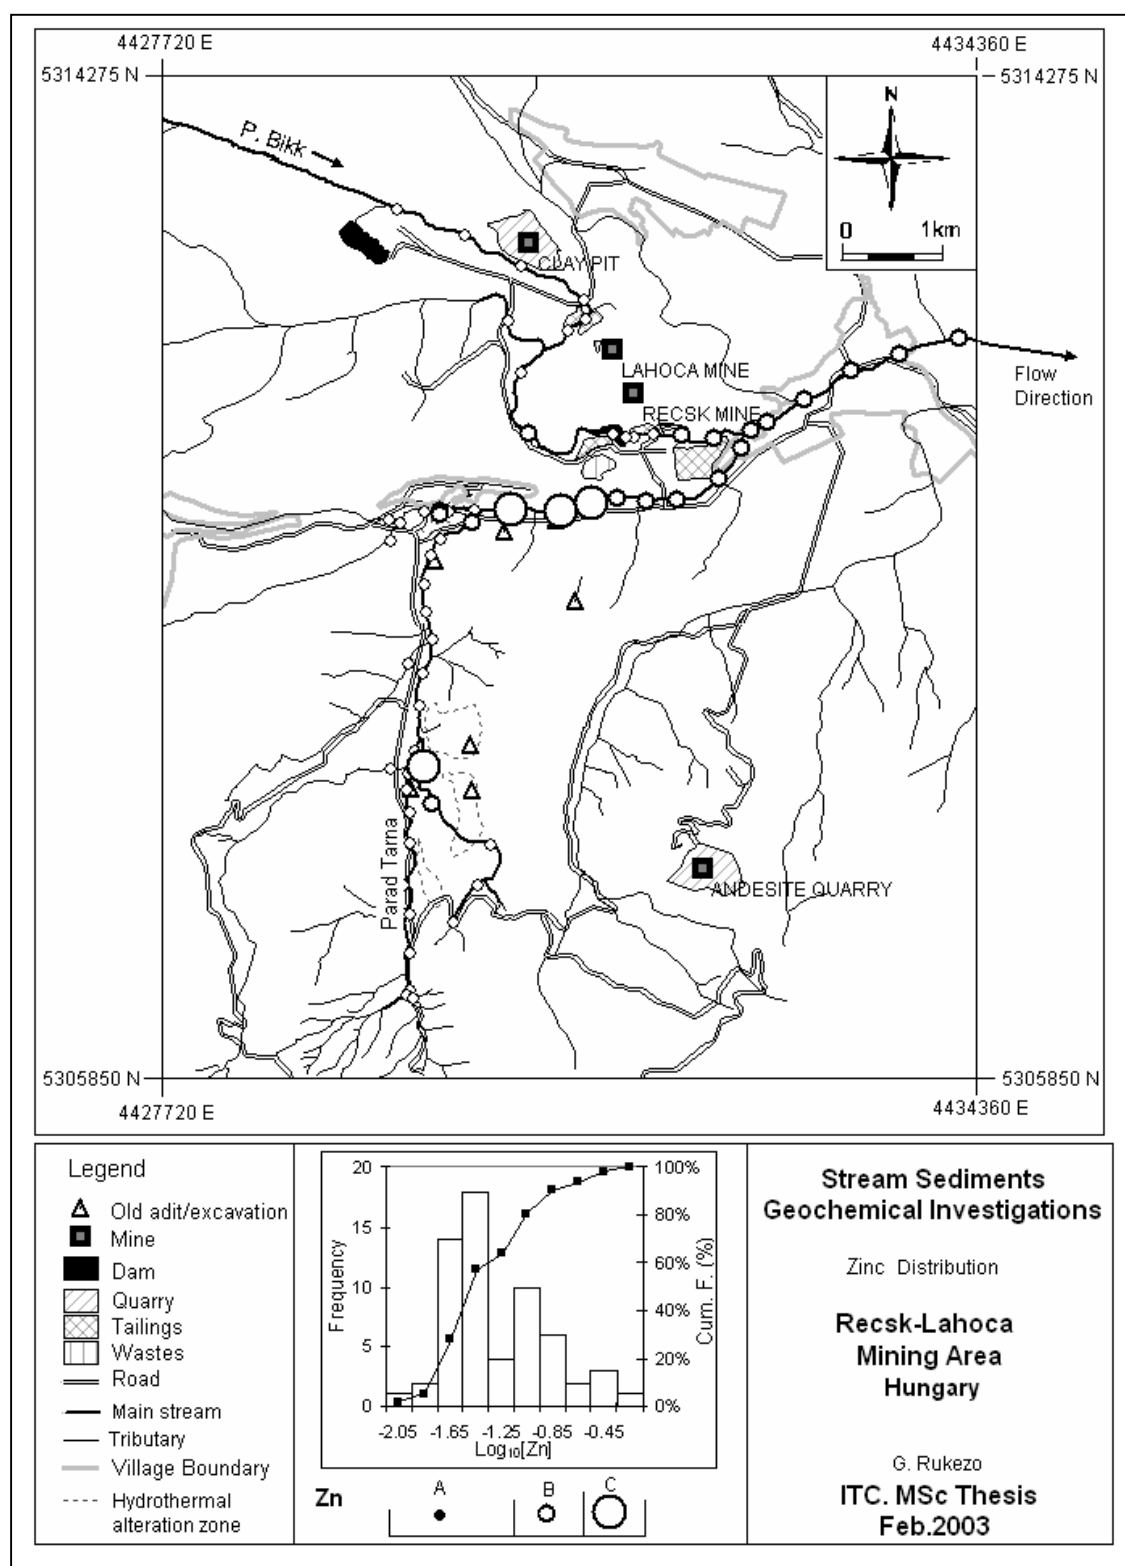 4427720 E
4434360 E
5314275 N
5314275 N
P. Bikk
N
0 1km
CLAY PIT
LAHOCA MINE
RECSK MINE
Flow
Direction
Parad Tarna
ANDESITE QUARRY
5305850 N
5305850 N
4427720 E
4434360 E
Legend
Old adit/excavation
Mine
Dam
Quarry
Tailings
Wastes
Road
Main stream
Tributary
Village Boundary
Hydrothermal
alteration zone
20
15
10
5
0
Frequency
100%
80%
60%
40%
20%
0%
Cum. F. (%)
-2.05 -1.65 -1.25 -0.85 -0.45
Log₁₀[Zn]
Zn
A B C
Stream Sediments
Geochemical Investigations
Zinc Distribution
Recsk-Lahoca
Mining Area
Hungary
G. Rukezo
ITC. MSc Thesis
Feb.2003